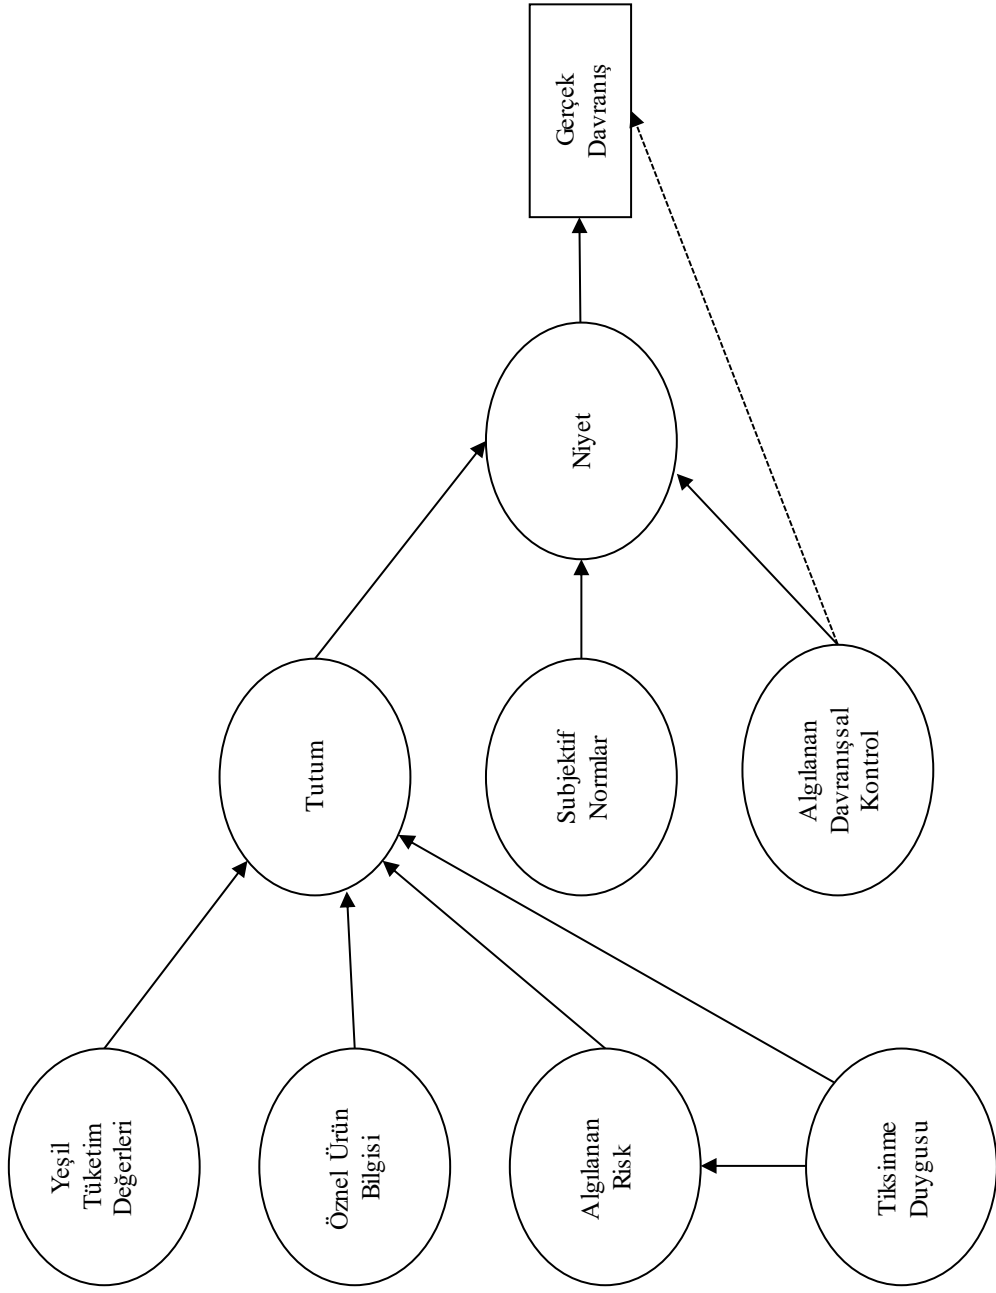 Yeşil
Tüketim
Değerleri
Öznel Ürün
Bilgisi
Algılanan
Risk
Tiksinme
Duygusu
Tutum
Subjektif
Normlar
Algılanan
Davranışsal
Kontrol
Niyet
Gerçek
Davranış